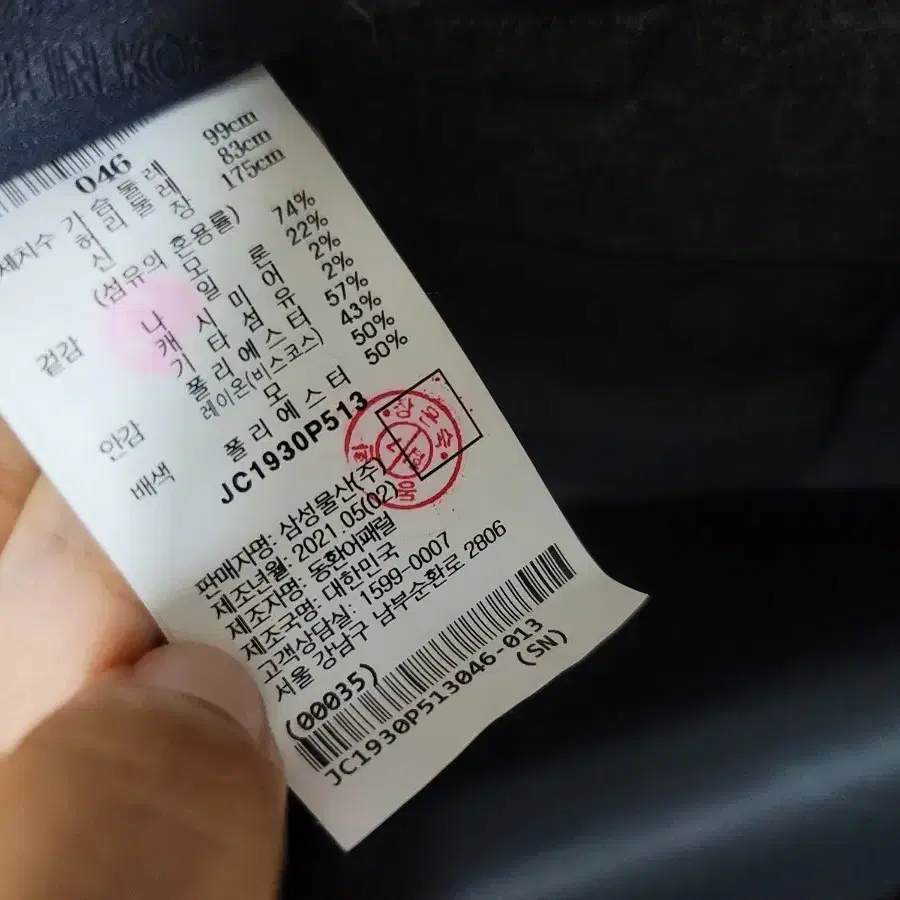 046
체치수 가슴둘레 99cm
허리둘레 83cm
신장 175cm
(섬유의 혼용률)
겉감 모 74%
나일론 22%
캐시미어 2%
기타섬유 2%
안감 폴리에스터 57%
레이온(비스코스) 43%
배색 모 50%
폴리에스터 50%
JC1930P513
판매자명: 삼성물산(주)
제조년월: 2021.05(02)
제조자명: 동환어패럴
제조국명: 대한민국
고객상담실: 1599-0007
서울 강남구 남부순환로 2806
(00035)
JC1930P513046-013
(SN)